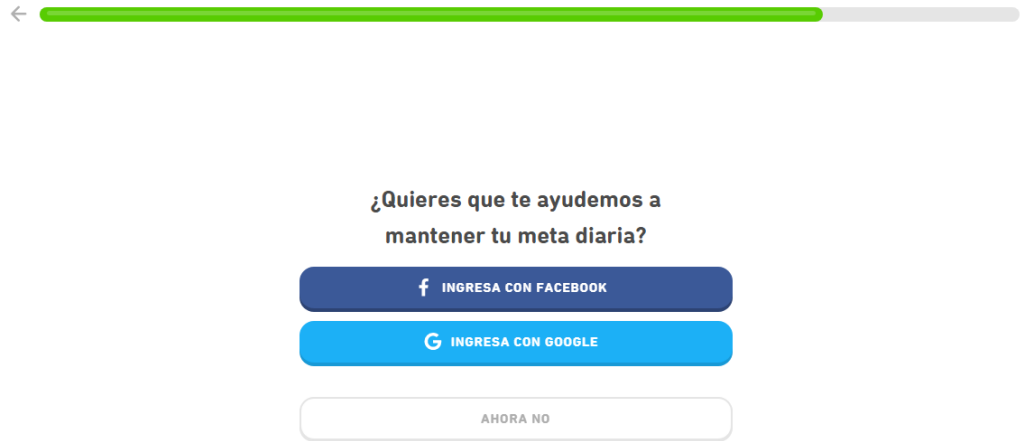 ¿Quieres que te ayudemos a
mantener tu meta diaria?
INGRESA CON FACEBOOK
INGRESA CON GOOGLE
AHORA NO